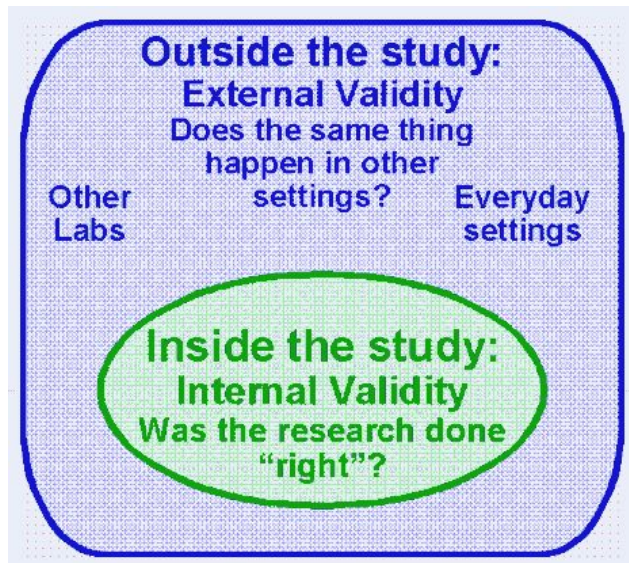 Outside the study:
External Validity
Does the same thing
happen in other
settings?
Other
Labs
Everyday
settings
Inside the study:
Internal Validity
Was the research done
“right”?